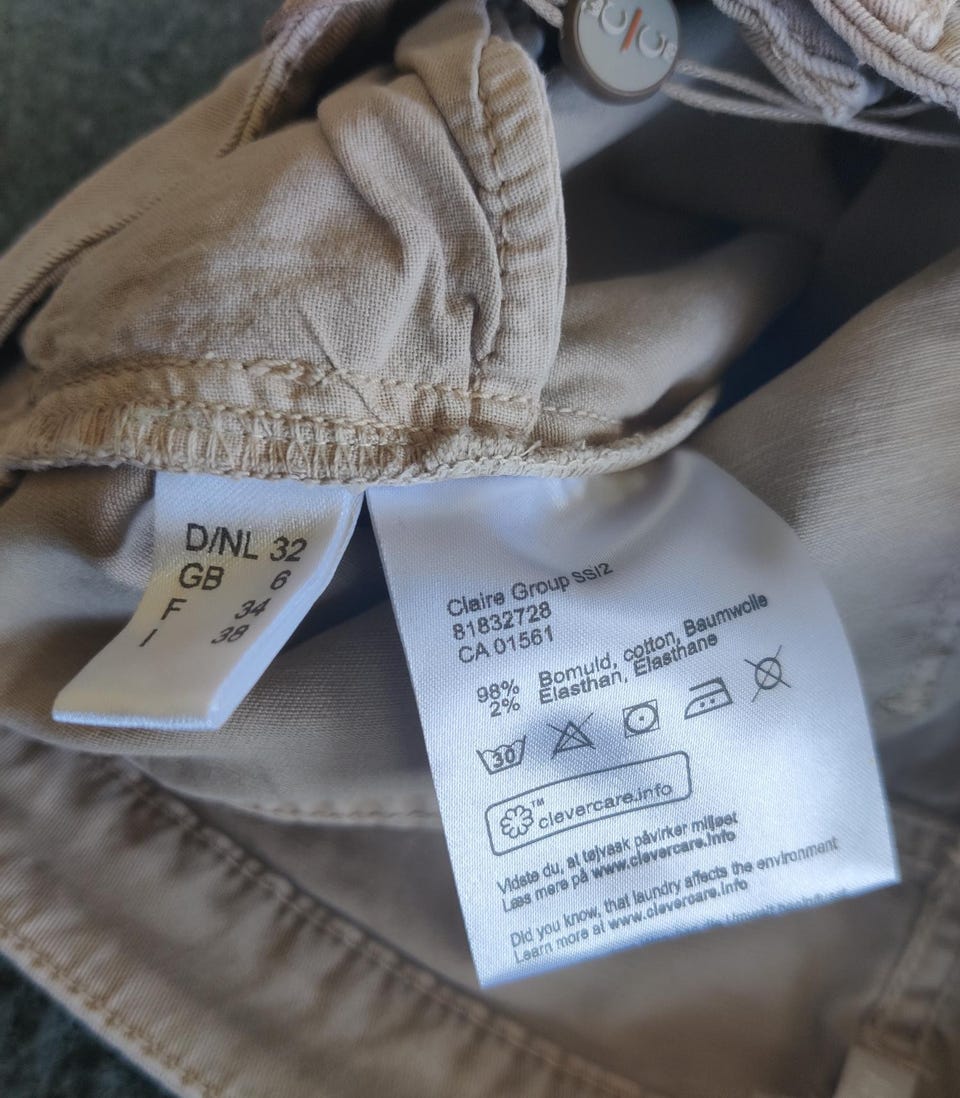 D/NL 32
GB 6
F 34
I 38
Claire Group SS12
81832728
CA 01561
98% Bomuld, cotton, Baumwolle
2% Elasthan, Elasthane
30
™ clevercare.info
Vidste du, at tøjvask påvirker miljøet
Læs mere på www.clevercare.info
Did you know, that laundry affects the environment
Learn more at www.clevercare.info